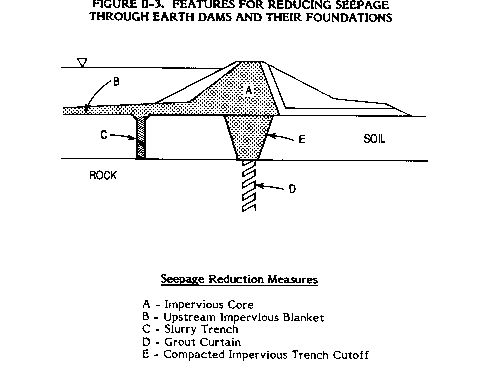 FIGURE II-3. FEATURES FOR REDUCING SEEPAGE
THROUGH EARTH DAMS AND THEIR FOUNDATIONS
B
A
C
E
SOIL
ROCK
D
Seepage Reduction Measures
A - Impervious Core
B - Upstream Impervious Blanket
C - Slurry Trench
D - Grout Curtain
E - Compacted Impervious Trench Cutoff